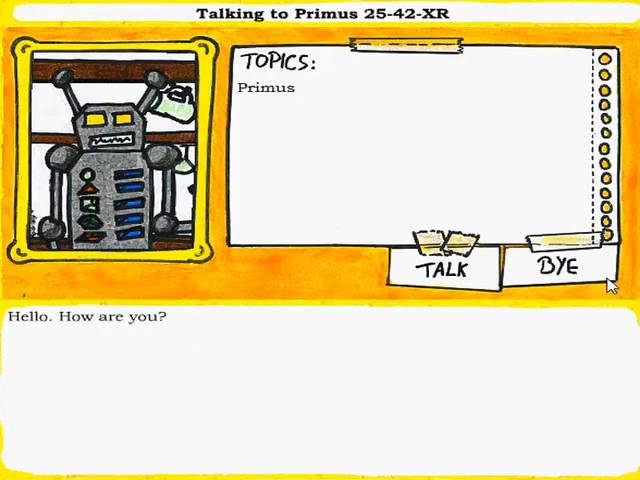 Talking to Primus 25-42-XR
TOPICS:
Primus
TALK
BYE
Hello. How are you?